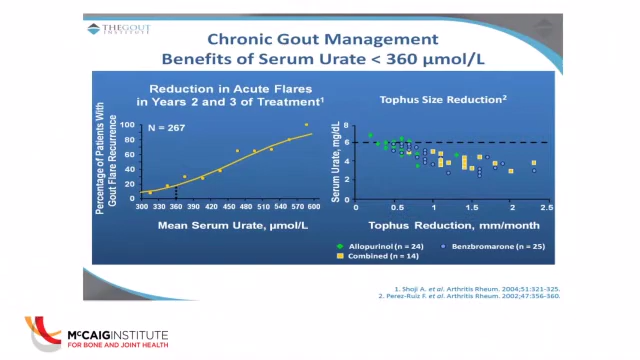 THEGOUT
INSTITUTE
Chronic Gout Management
Benefits of Serum Urate < 360 µmol/L
Reduction in Acute Flares
in Years 2 and 3 of Treatment¹
N = 267
Percentage of Patients With
Gout Flare Recurrence
100
80
60
40
20
0
300 330 360 390 420 450 480 510 540 570 600
Mean Serum Urate, µmol/L
Tophus Size Reduction²
Serum Urate, mg/dL
8
6
4
2
0
0 0.5 1 1.5 2 2.5
Tophus Reduction, mm/month
Allopurinol (n = 24)
Benzbromarone (n = 25)
Combined (n = 14)
1. Shoji A. et al. Arthritis Rheum. 2004;51:321-325.
2. Perez-Ruiz F. et al. Arthritis Rheum. 2002;47:356-360.
McCAIG INSTITUTE
FOR BONE AND JOINT HEALTH